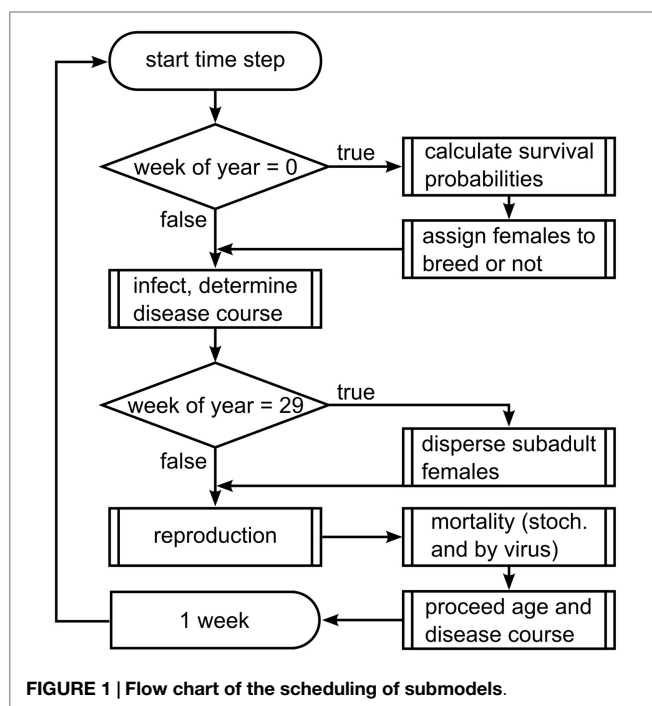 start time step
week of year = 0
true
calculate survival
probabilities
false
assign females to
breed or not
infect, determine
disease course
week of year = 29
true
disperse subadult
females
false
reproduction
mortality (stoch.
and by virus)
proceed age and
disease course
1 week
FIGURE 1 | Flow chart of the scheduling of submodels.